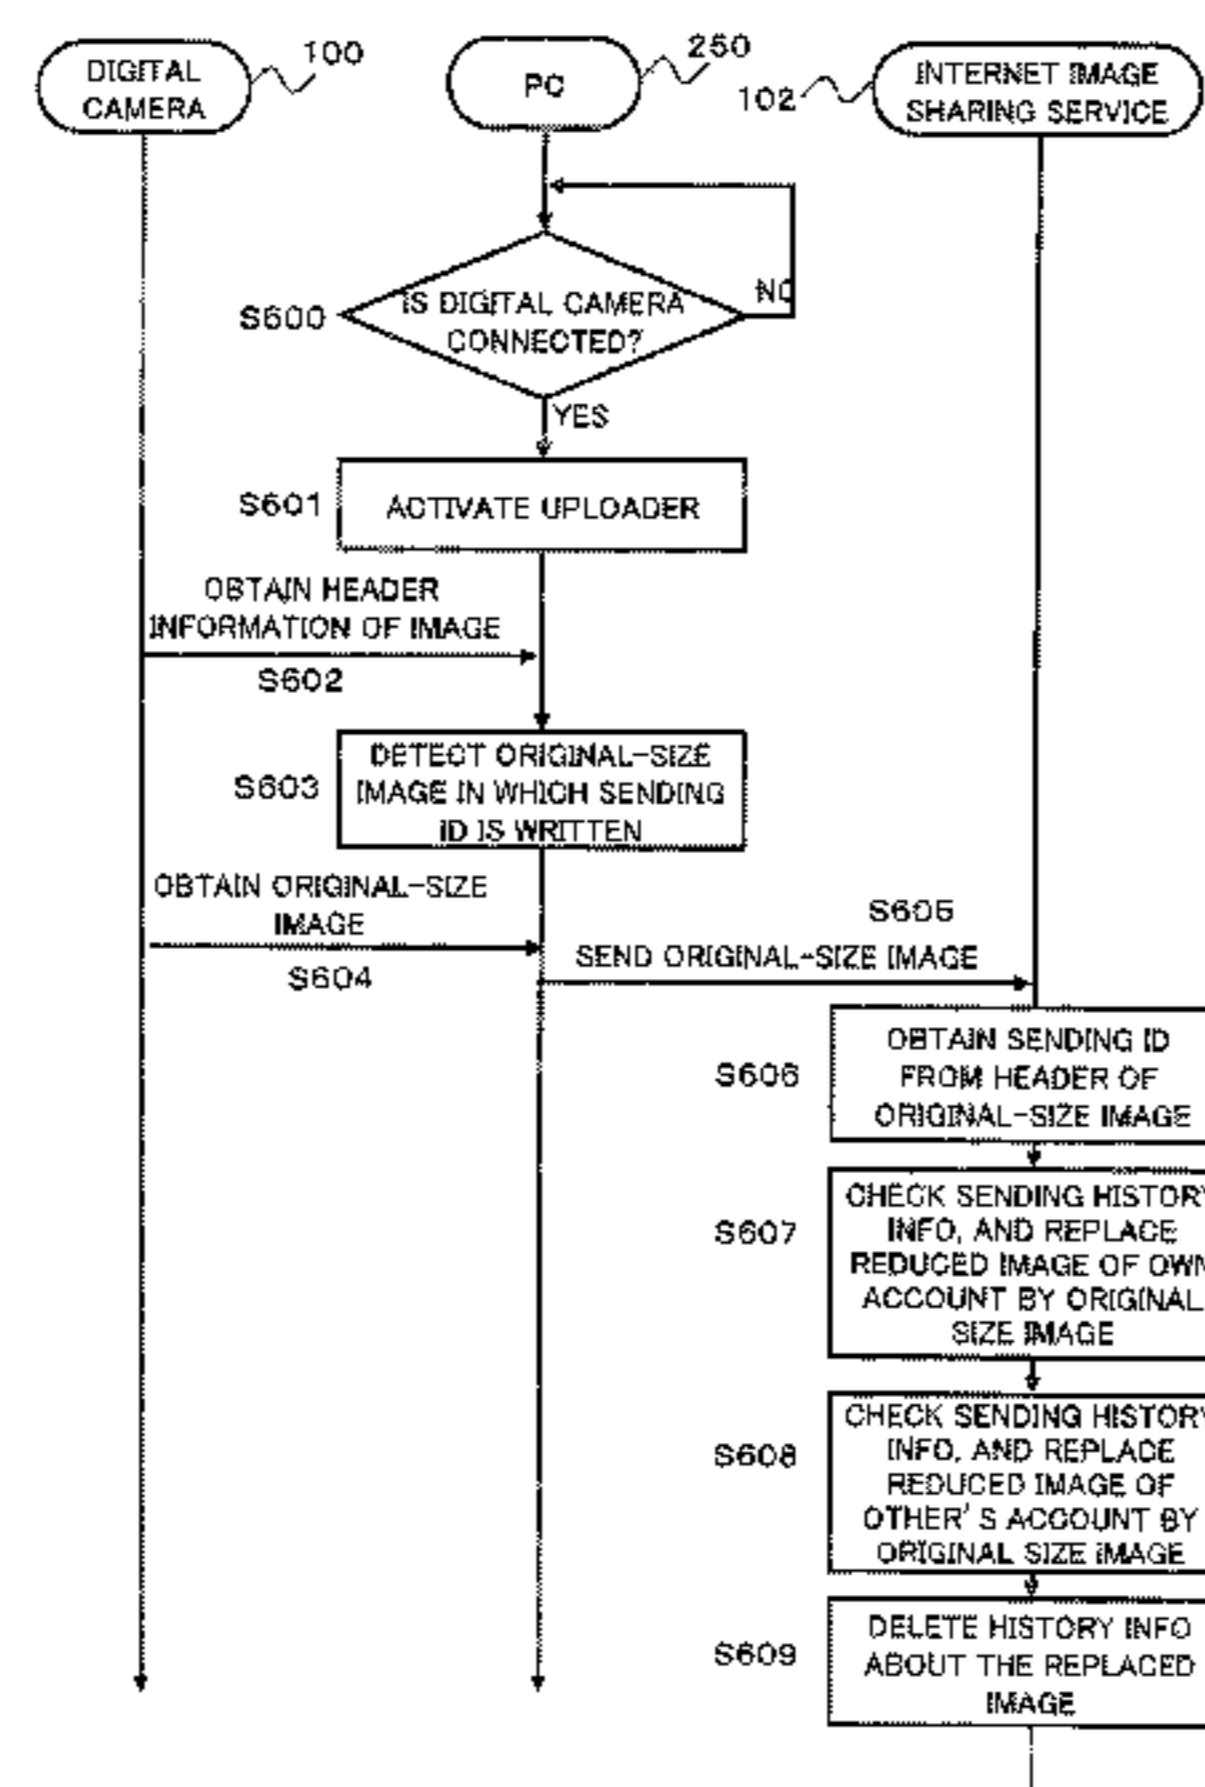 DIGITAL
CAMERA
100
PC
250
102
INTERNET IMAGE
SHARING SERVICE
S600
IS DIGITAL CAMERA
CONNECTED?
NO
YES
S601
ACTIVATE UPLOADER
OBTAIN HEADER
INFORMATION OF IMAGE
S602
S603
DETECT ORIGINAL-SIZE
IMAGE IN WHICH SENDING
ID IS WRITTEN
OBTAIN ORIGINAL-SIZE
IMAGE
S604
S605
SEND ORIGINAL-SIZE IMAGE
S606
OBTAIN SENDING ID
FROM HEADER OF
ORIGINAL-SIZE IMAGE
S607
CHECK SENDING HISTORY
INFO, AND REPLACE
REDUCED IMAGE OF OWN
ACCOUNT BY ORIGINAL
SIZE IMAGE
S608
CHECK SENDING HISTORY
INFO, AND REPLACE
REDUCED IMAGE OF
OTHER'S ACCOUNT BY
ORIGINAL SIZE IMAGE
S609
DELETE HISTORY INFO
ABOUT THE REPLACED
IMAGE